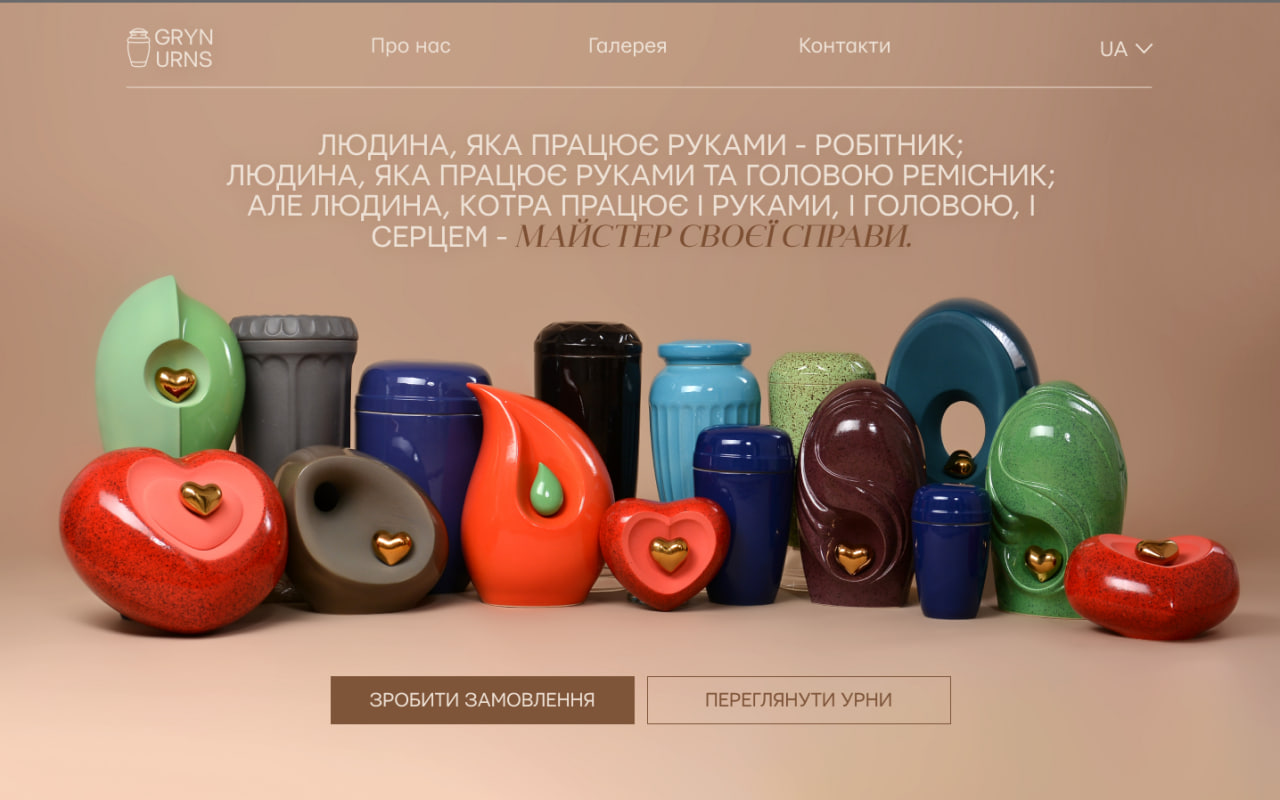 GRYN
URNS
Про нас
Галерея
Контакти
UA
ЛЮДИНА, ЯКА ПРАЦЮЄ РУКАМИ - РОБІТНИК;
ЛЮДИНА, ЯКА ПРАЦЮЄ РУКАМИ ТА ГОЛОВОЮ РЕМІСНИК;
АЛЕ ЛЮДИНА, КОТРА ПРАЦЮЄ І РУКАМИ, І ГОЛОВОЮ, І
СЕРЦЕМ - МАЙСТЕР СВОЄЇ СПРАВИ.
ЗРОБИТИ ЗАМОВЛЕННЯ
ПЕРЕГЛЯНУТИ УРНИ